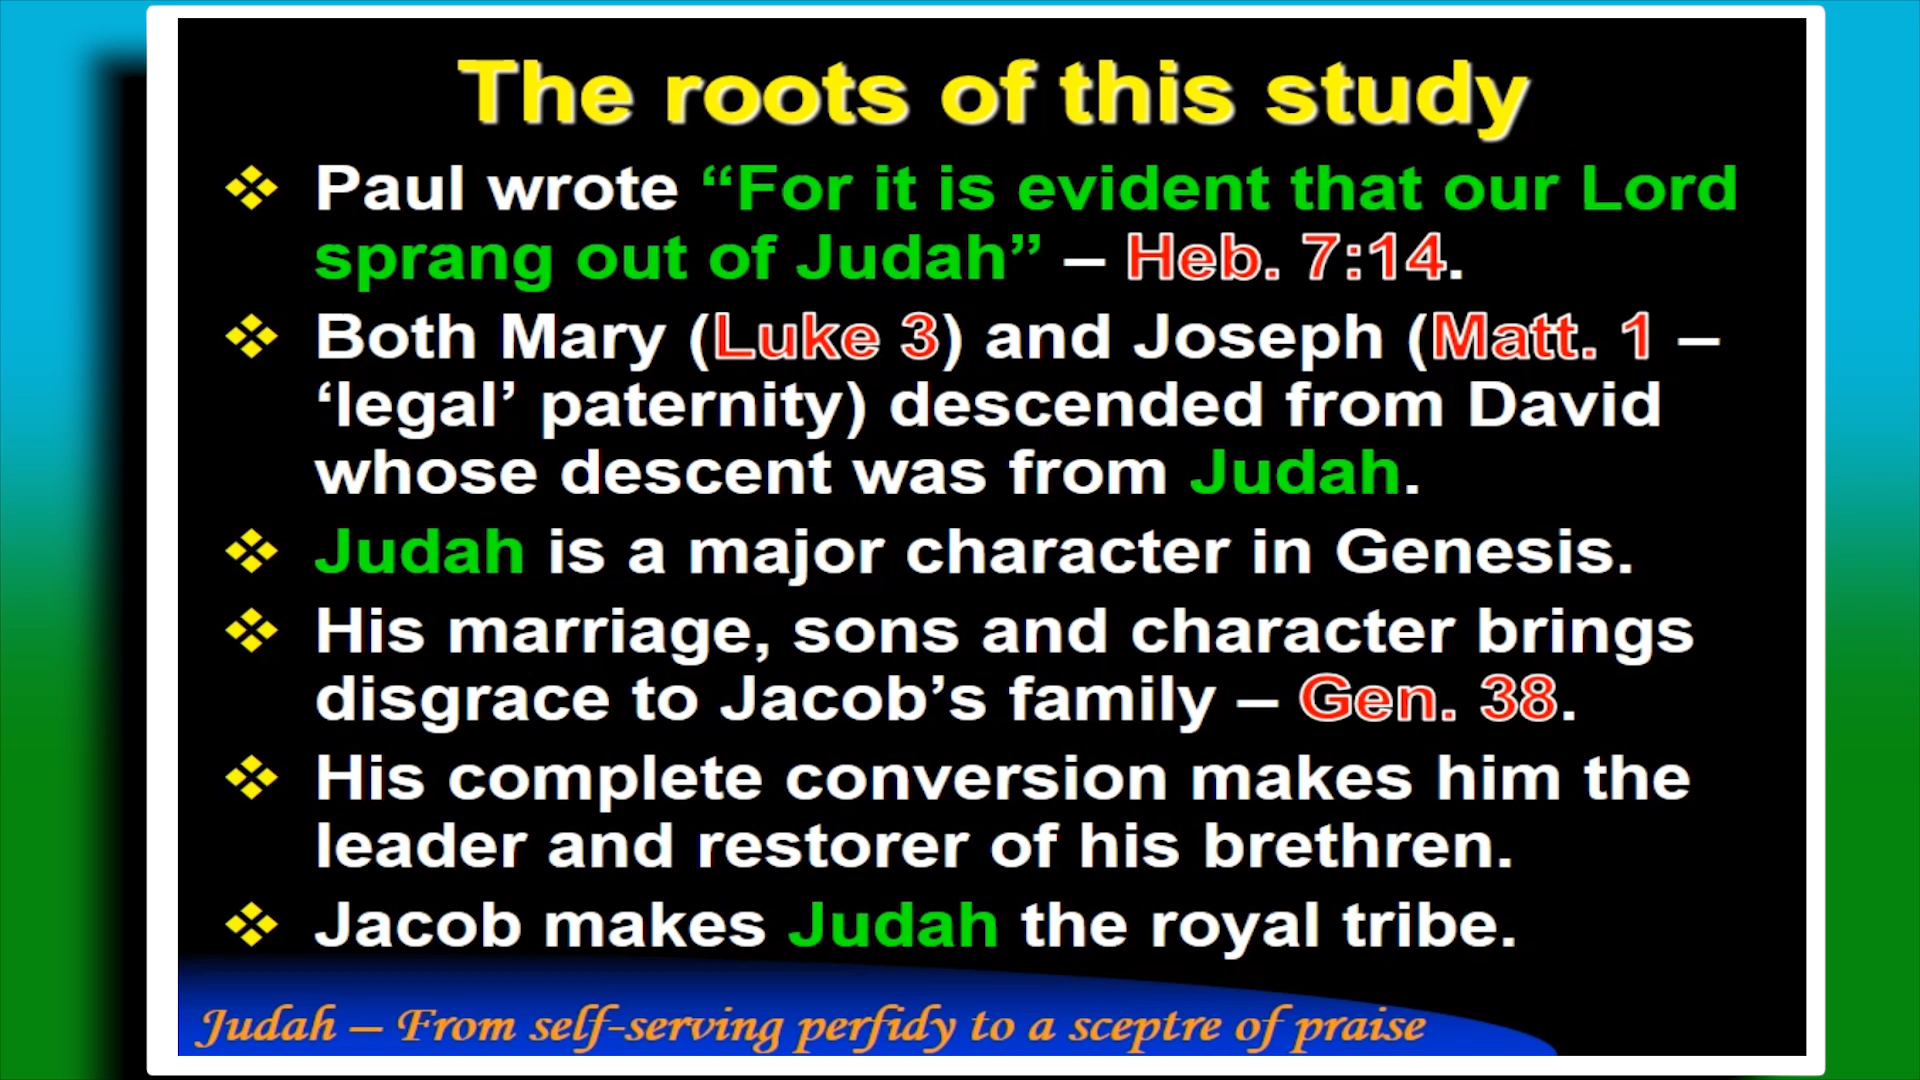 The roots of this study
❖ Paul wrote “For it is evident that our Lord
sprang out of Judah” – Heb. 7:14.
❖ Both Mary (Luke 3) and Joseph (Matt. 1 –
‘legal’ paternity) descended from David
whose descent was from Judah.
❖ Judah is a major character in Genesis.
❖ His marriage, sons and character brings
disgrace to Jacob’s family – Gen. 38.
❖ His complete conversion makes him the
leader and restorer of his brethren.
❖ Jacob makes Judah the royal tribe.
Judah – From self-serving perfidy to a sceptre of praise